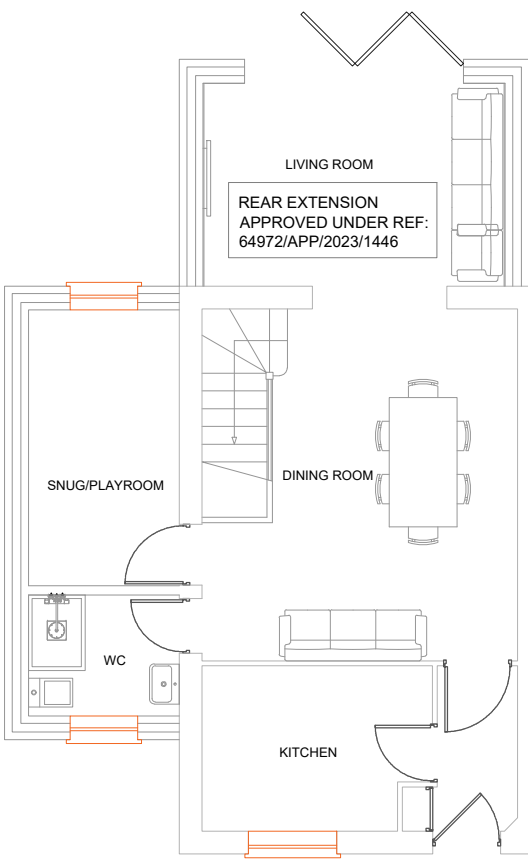 LIVING ROOM
REAR EXTENSION
APPROVED UNDER REF:
64972/APP/2023/1446
SNUG/PLAYROOM
DINING ROOM
WC
KITCHEN